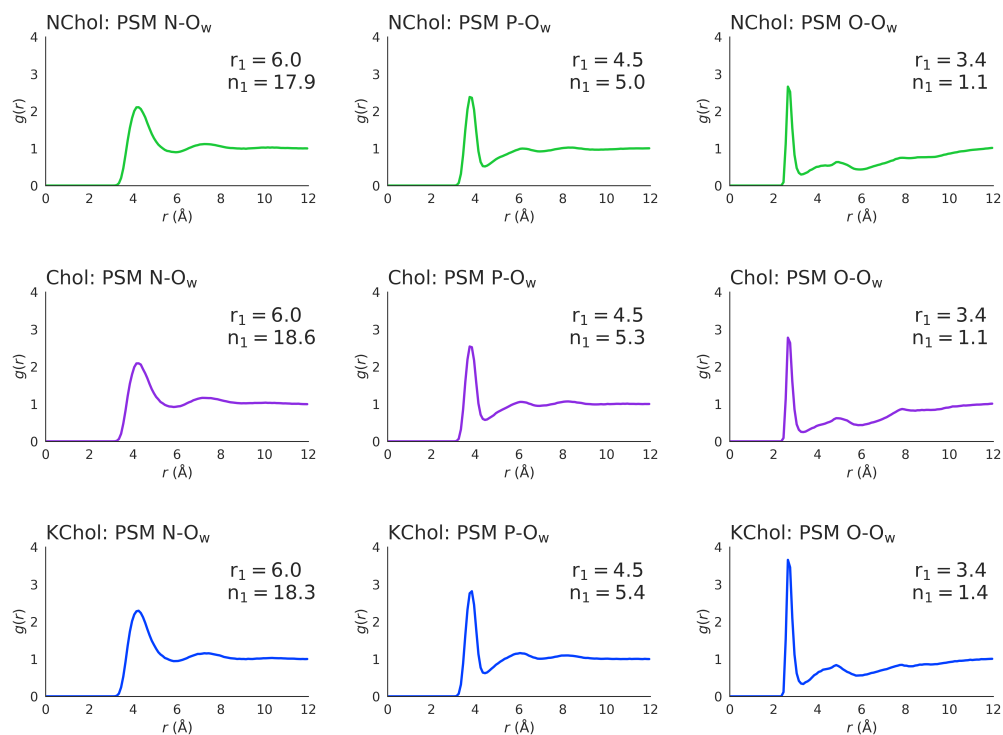 NChol: PSM N-Ow
r1 = 6.0
n1 = 17.9
4
3
2
1
0
g(r)
0 2 4 6 8 10 12
r (Å)
NChol: PSM P-Ow
r1 = 4.5
n1 = 5.0
4
3
2
1
0
g(r)
0 2 4 6 8 10 12
r (Å)
NChol: PSM O-Ow
r1 = 3.4
n1 = 1.1
4
3
2
1
0
g(r)
0 2 4 6 8 10 12
r (Å)
Chol: PSM N-Ow
r1 = 6.0
n1 = 18.6
4
3
2
1
0
g(r)
0 2 4 6 8 10 12
r (Å)
Chol: PSM P-Ow
r1 = 4.5
n1 = 5.3
4
3
2
1
0
g(r)
0 2 4 6 8 10 12
r (Å)
Chol: PSM O-Ow
r1 = 3.4
n1 = 1.1
4
3
2
1
0
g(r)
0 2 4 6 8 10 12
r (Å)
KChol: PSM N-Ow
r1 = 6.0
n1 = 18.3
4
3
2
1
0
g(r)
0 2 4 6 8 10 12
r (Å)
KChol: PSM P-Ow
r1 = 4.5
n1 = 5.4
4
3
2
1
0
g(r)
0 2 4 6 8 10 12
r (Å)
KChol: PSM O-Ow
r1 = 3.4
n1 = 1.4
4
3
2
1
0
g(r)
0 2 4 6 8 10 12
r (Å)